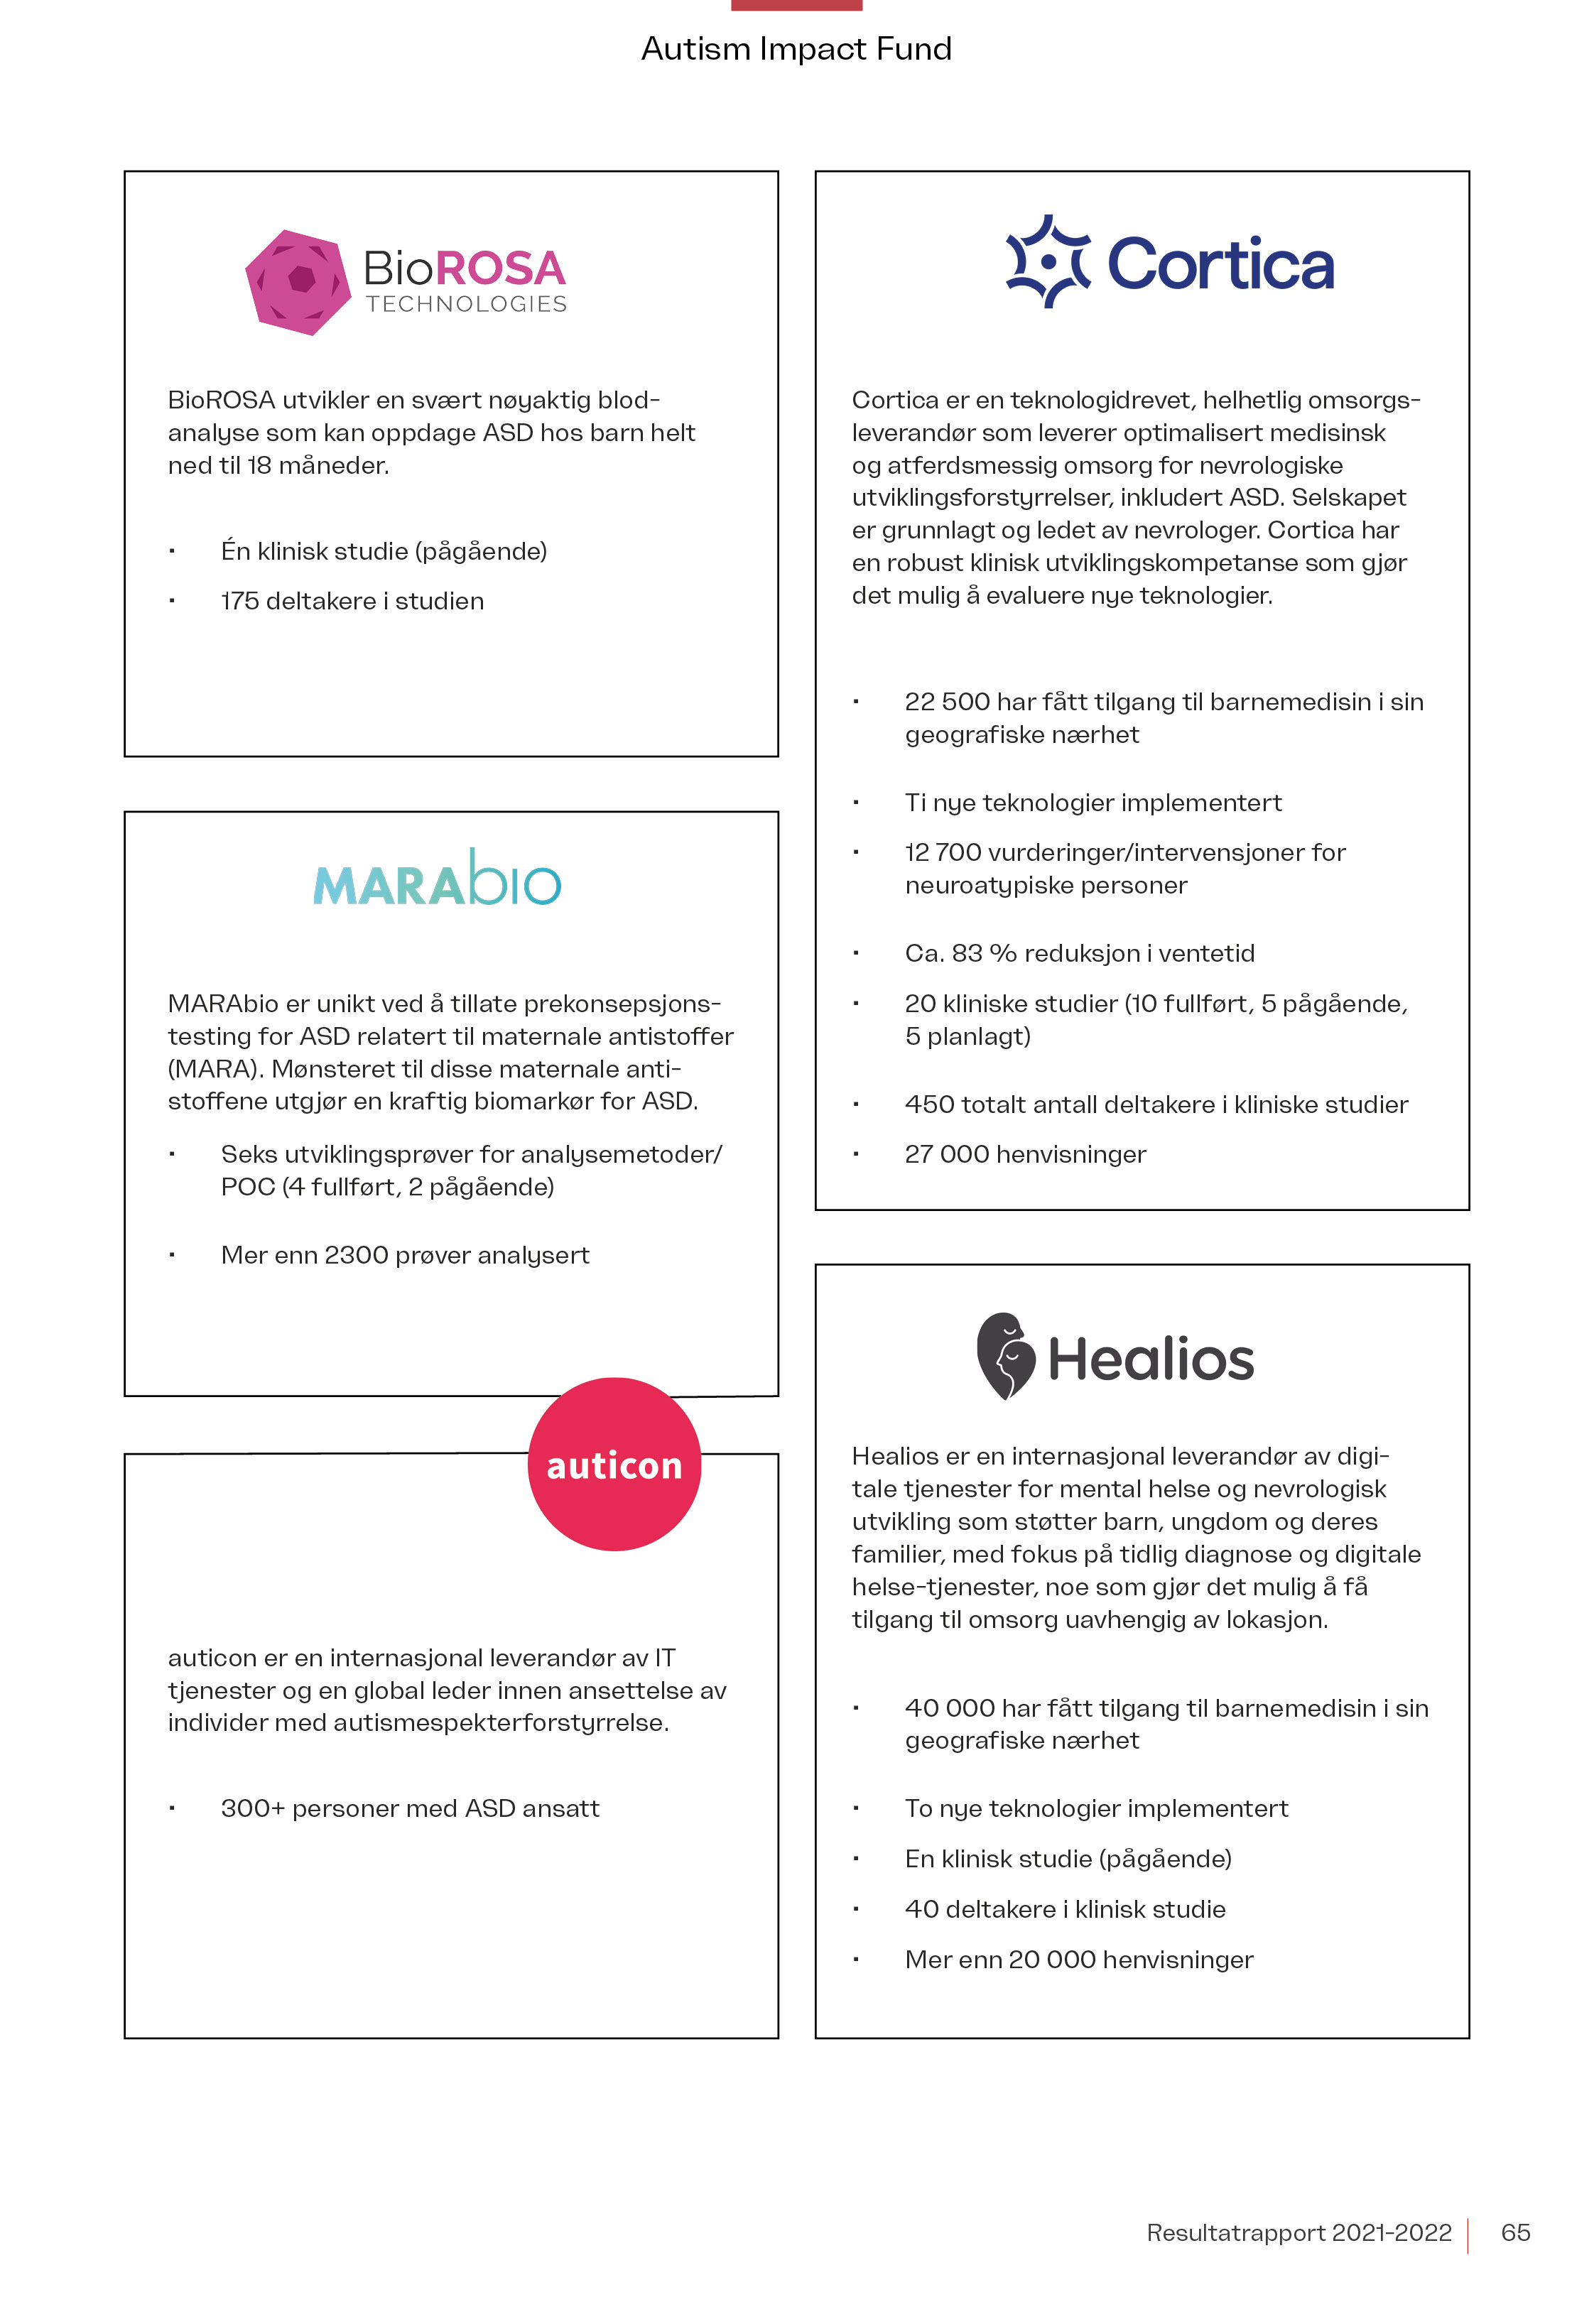 Autism Impact Fund
BioROSA
TECHNOLOGIES
BioROSA utvikler en svært nøyaktig blod-
analyse som kan oppdage ASD hos barn helt
ned til 18 måneder.
· Én klinisk studie (pågående)
· 175 deltakere i studien
MARAbio
MARAbio er unikt ved å tillate prekonsepsjons-
testing for ASD relatert til maternale antistoffer
(MARA). Mønsteret til disse maternale anti-
stoffene utgjør en kraftig biomarkør for ASD.
· Seks utviklingsprøver for analysemetoder/
POC (4 fullført, 2 pågående)
· Mer enn 2300 prøver analysert
auticon
auticon er en internasjonal leverandør av IT
tjenester og en global leder innen ansettelse av
individer med autismespekterforstyrrelse.
· 300+ personer med ASD ansatt
Cortica
Cortica er en teknologidrevet, helhetlig omsorgs-
leverandør som leverer optimalisert medisinsk
og atferdsmessig omsorg for nevrologiske
utviklingsforstyrrelser, inkludert ASD. Selskapet
er grunnlagt og ledet av nevrologer. Cortica har
en robust klinisk utviklingskompetanse som gjør
det mulig å evaluere nye teknologier.
· 22 500 har fått tilgang til barnemedisin i sin
geografiske nærhet
· Ti nye teknologier implementert
· 12 700 vurderinger/intervensjoner for
neuroatypiske personer
· Ca. 83 % reduksjon i ventetid
· 20 kliniske studier (10 fullført, 5 pågående,
5 planlagt)
· 450 totalt antall deltakere i kliniske studier
· 27 000 henvisninger
Healios
Healios er en internasjonal leverandør av digi-
tale tjenester for mental helse og nevrologisk
utvikling som støtter barn, ungdom og deres
familier, med fokus på tidlig diagnose og digitale
helse-tjenester, noe som gjør det mulig å få
tilgang til omsorg uavhengig av lokasjon.
· 40 000 har fått tilgang til barnemedisin i sin
geografiske nærhet
· To nye teknologier implementert
· En klinisk studie (pågående)
· 40 deltakere i klinisk studie
· Mer enn 20 000 henvisninger
Resultatrapport 2021-2022 65